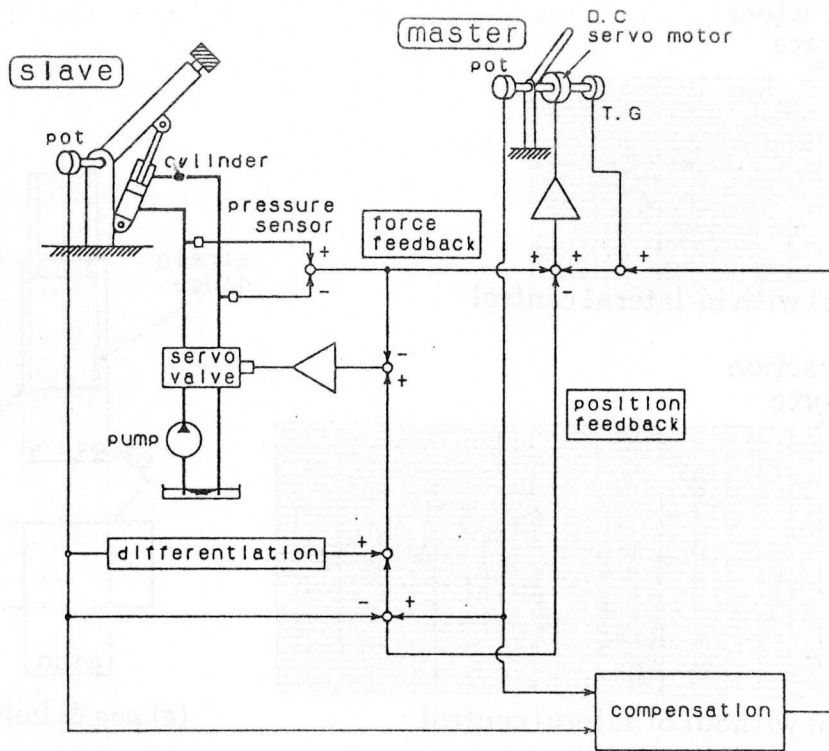 D.C
servo motor
master
pot
T.G
slave
pot
cylinder
pressure
sensor
force
feedback
+
-
+
+
+
+
-
servo
valve
-
+
position
feedback
pump
differentiation
+
-
+
compensation